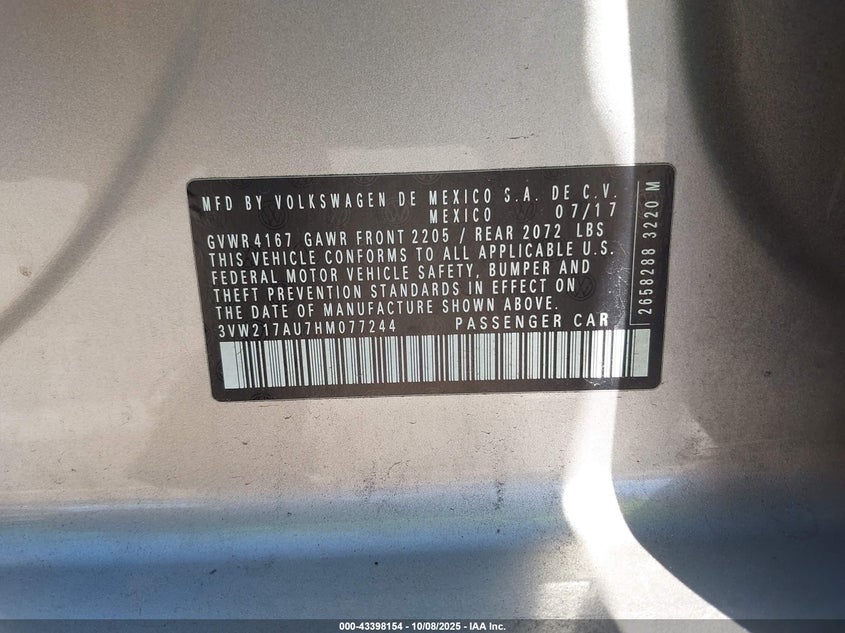 MFD BY VOLKSWAGEN DE MEXICO S.A. DE C.V.
MEXICO 07/17
GVWR 4167 GAWR FRONT 2205 / REAR 2072 LBS
THIS VEHICLE CONFORMS TO ALL APPLICABLE U.S.
FEDERAL MOTOR VEHICLE SAFETY, BUMPER AND
THEFT PREVENTION STANDARDS IN EFFECT ON
THE DATE OF MANUFACTURE SHOWN ABOVE.
3VW217AU7HM077244 PASSENGER CAR
2658288 3220 M
000-43398154 - 10/08/2025 - IAA Inc.